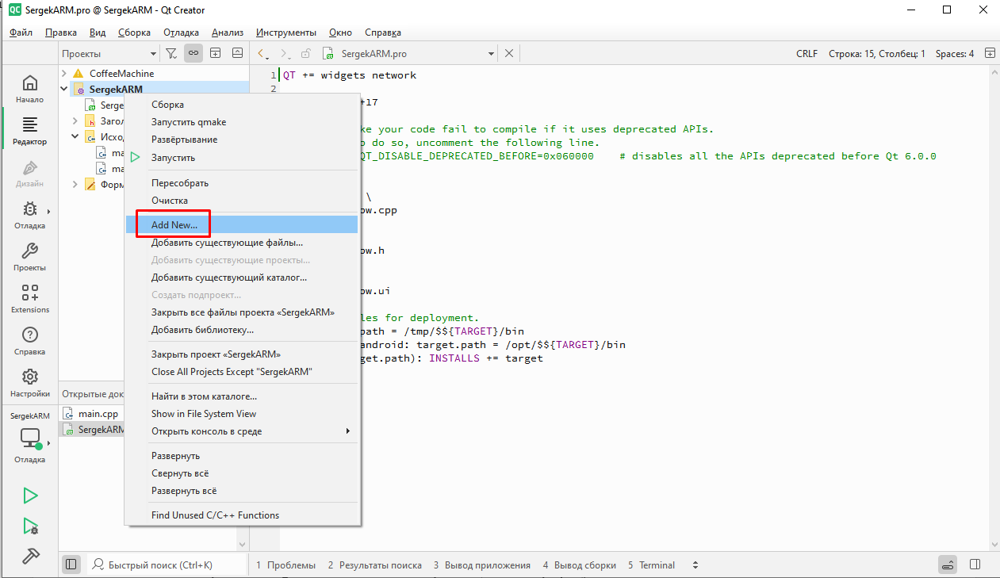 SergekARM.pro @ SergekARM - Qt Creator
Файл Правка Вид Сборка Отладка Анализ Инструменты Окно Справка
Проекты
SergekARM.pro
CRLF Строка: 15, Столбец: 1 Spaces: 4
Начало
Редактор
Дизайн
Отладка
Проекты
Extensions
Справка
Настройки
SergekARM
Отладка
CoffeeMachine
SergekARM
Serge
Загол
Исход
ma
ma
Форм
Открытые док
main.cpp
SergekARM
Сборка
Запустить qmake
Развёртывание
Запустить
Пересобрать
Очистка
Add New...
Добавить существующие файлы...
Добавить существующие проекты...
Добавить существующий каталог...
Создать подпроект...
Закрыть все файлы проекта «SergekARM»
Добавить библиотеку...
Закрыть проект «SergekARM»
Close All Projects Except "SergekARM"
Найти в этом каталоге...
Show in File System View
Открыть консоль в среде
Развернуть
Свернуть всё
Развернуть всё
Find Unused C/C++ Functions
1 QT += widgets network
2
+17
ke your code fail to compile if it uses deprecated APIs.
o do so, uncomment the following line.
QT_DISABLE_DEPRECATED_BEFORE=0x060000 # disables all the APIs deprecated before Qt 6.0.0
\
ow.cpp
ow.h
ow.ui
les for deployment.
path = /tmp/$${TARGET}/bin
android: target.path = /opt/$${TARGET}/bin
get.path): INSTALLS += target
Быстрый поиск (Ctrl+K)
1 Проблемы 2 Результаты поиска 3 Вывод приложения 4 Вывод сборки 5 Terminal